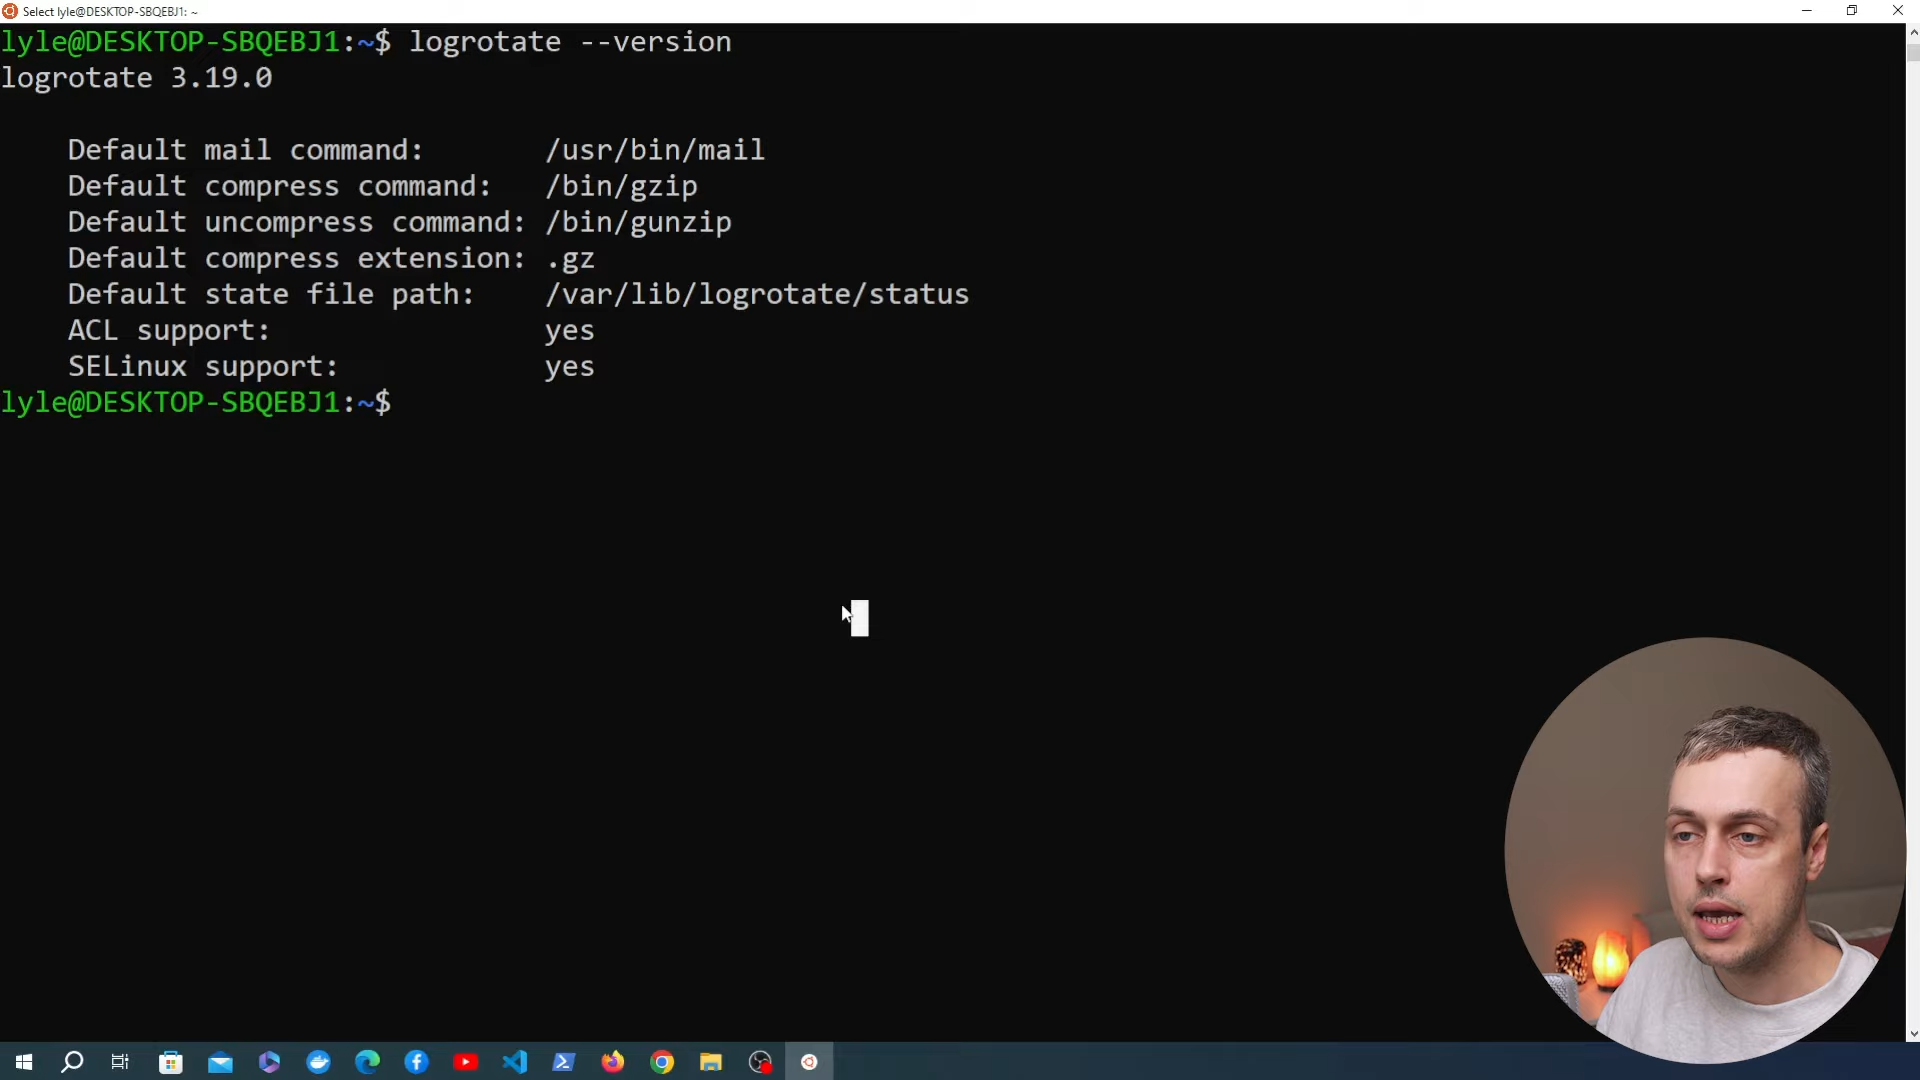 Select lyle@DESKTOP-SBQEBJ1: ~
lyle@DESKTOP-SBQEBJ1:~$ logrotate --version
logrotate 3.19.0
Default mail command: /usr/bin/mail
Default compress command: /bin/gzip
Default uncompress command: /bin/gunzip
Default compress extension: .gz
Default state file path: /var/lib/logrotate/status
ACL support: yes
SELinux support: yes
lyle@DESKTOP-SBQEBJ1:~$